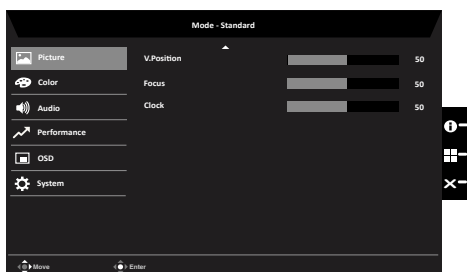 Mode - Standard
Picture
V.Position 50
Color
Focus 50
Audio
Clock 50
Performance
OSD
System
Move Enter